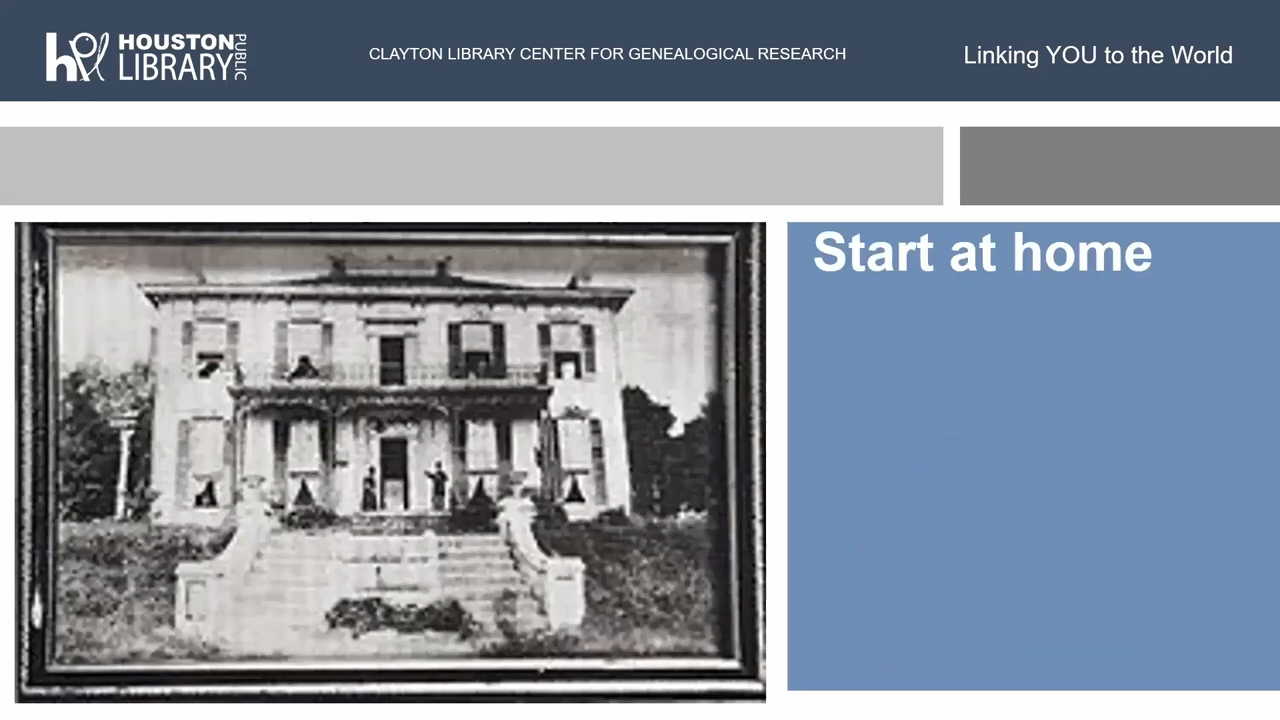 HOUSTON
LIBRARY
PUBLIC
CLAYTON LIBRARY CENTER FOR GENEALOGICAL RESEARCH
Linking YOU to the World
Start at home